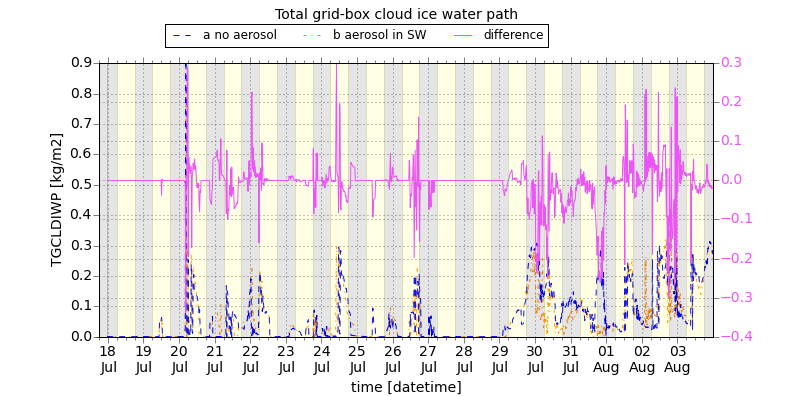 Total grid-box cloud ice water path
a no aerosol b aerosol in SW difference
0.9 0.3
0.8 0.2
0.7
0.6 0.1
0.5 0.0
0.4 −0.1
0.3 −0.2
0.2
0.1 −0.3
0.0 −0.4
TGCLDIWP [kg/m2]
18 19 20 21 22 23 24 25 26 27 28 29 30 31 01 02 03
Jul Jul Jul Jul Jul Jul Jul Jul Jul Jul Jul Jul Jul Jul Aug Aug Aug
time [datetime]